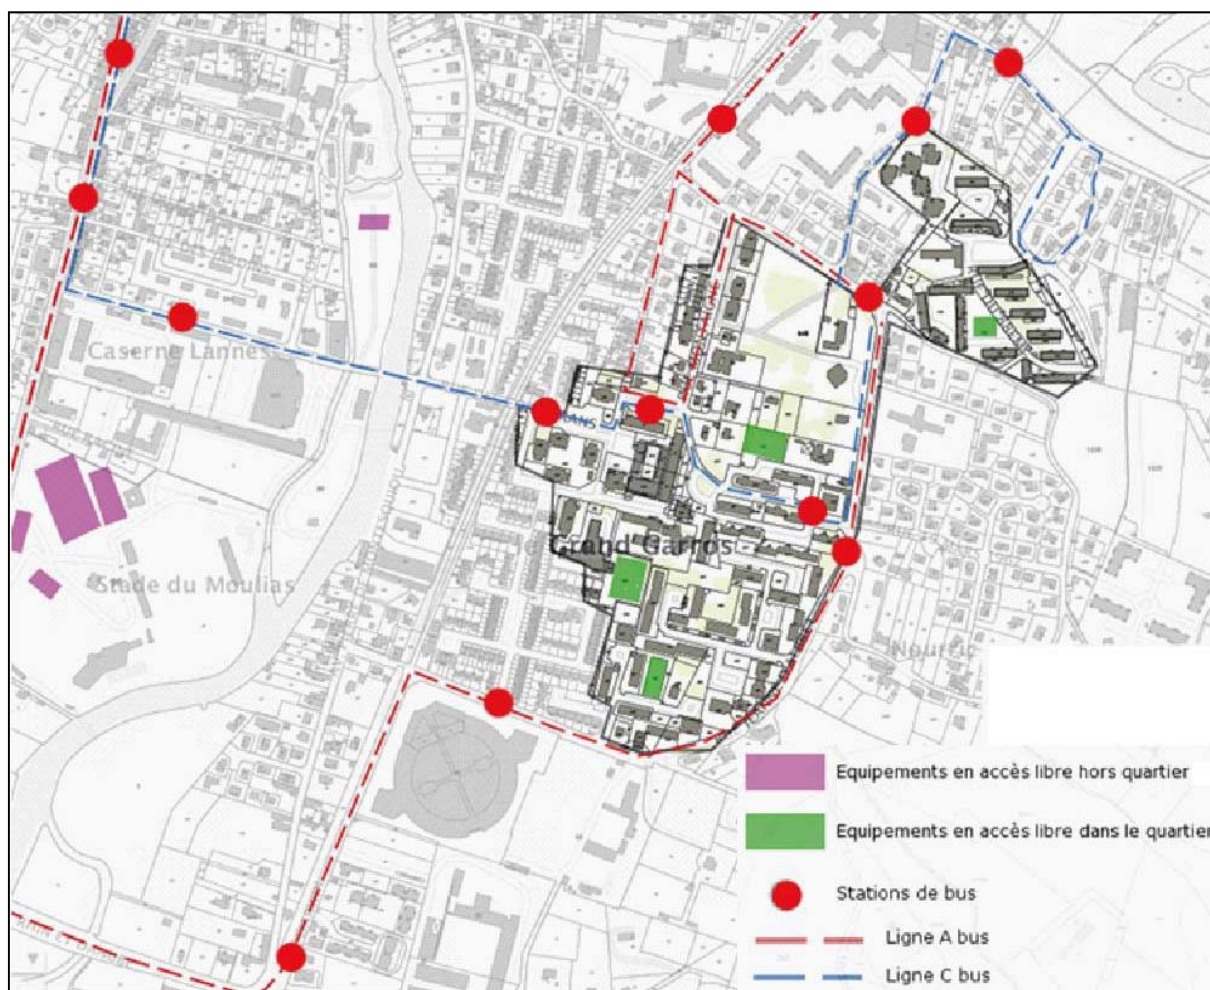 Caserne Lannes
LANS
Grand Garros
Stade du Moulias
Equipements en accès libre hors quartier
Equipements en accès libre dans le quartier
Stations de bus
Ligne A bus
Ligne C bus